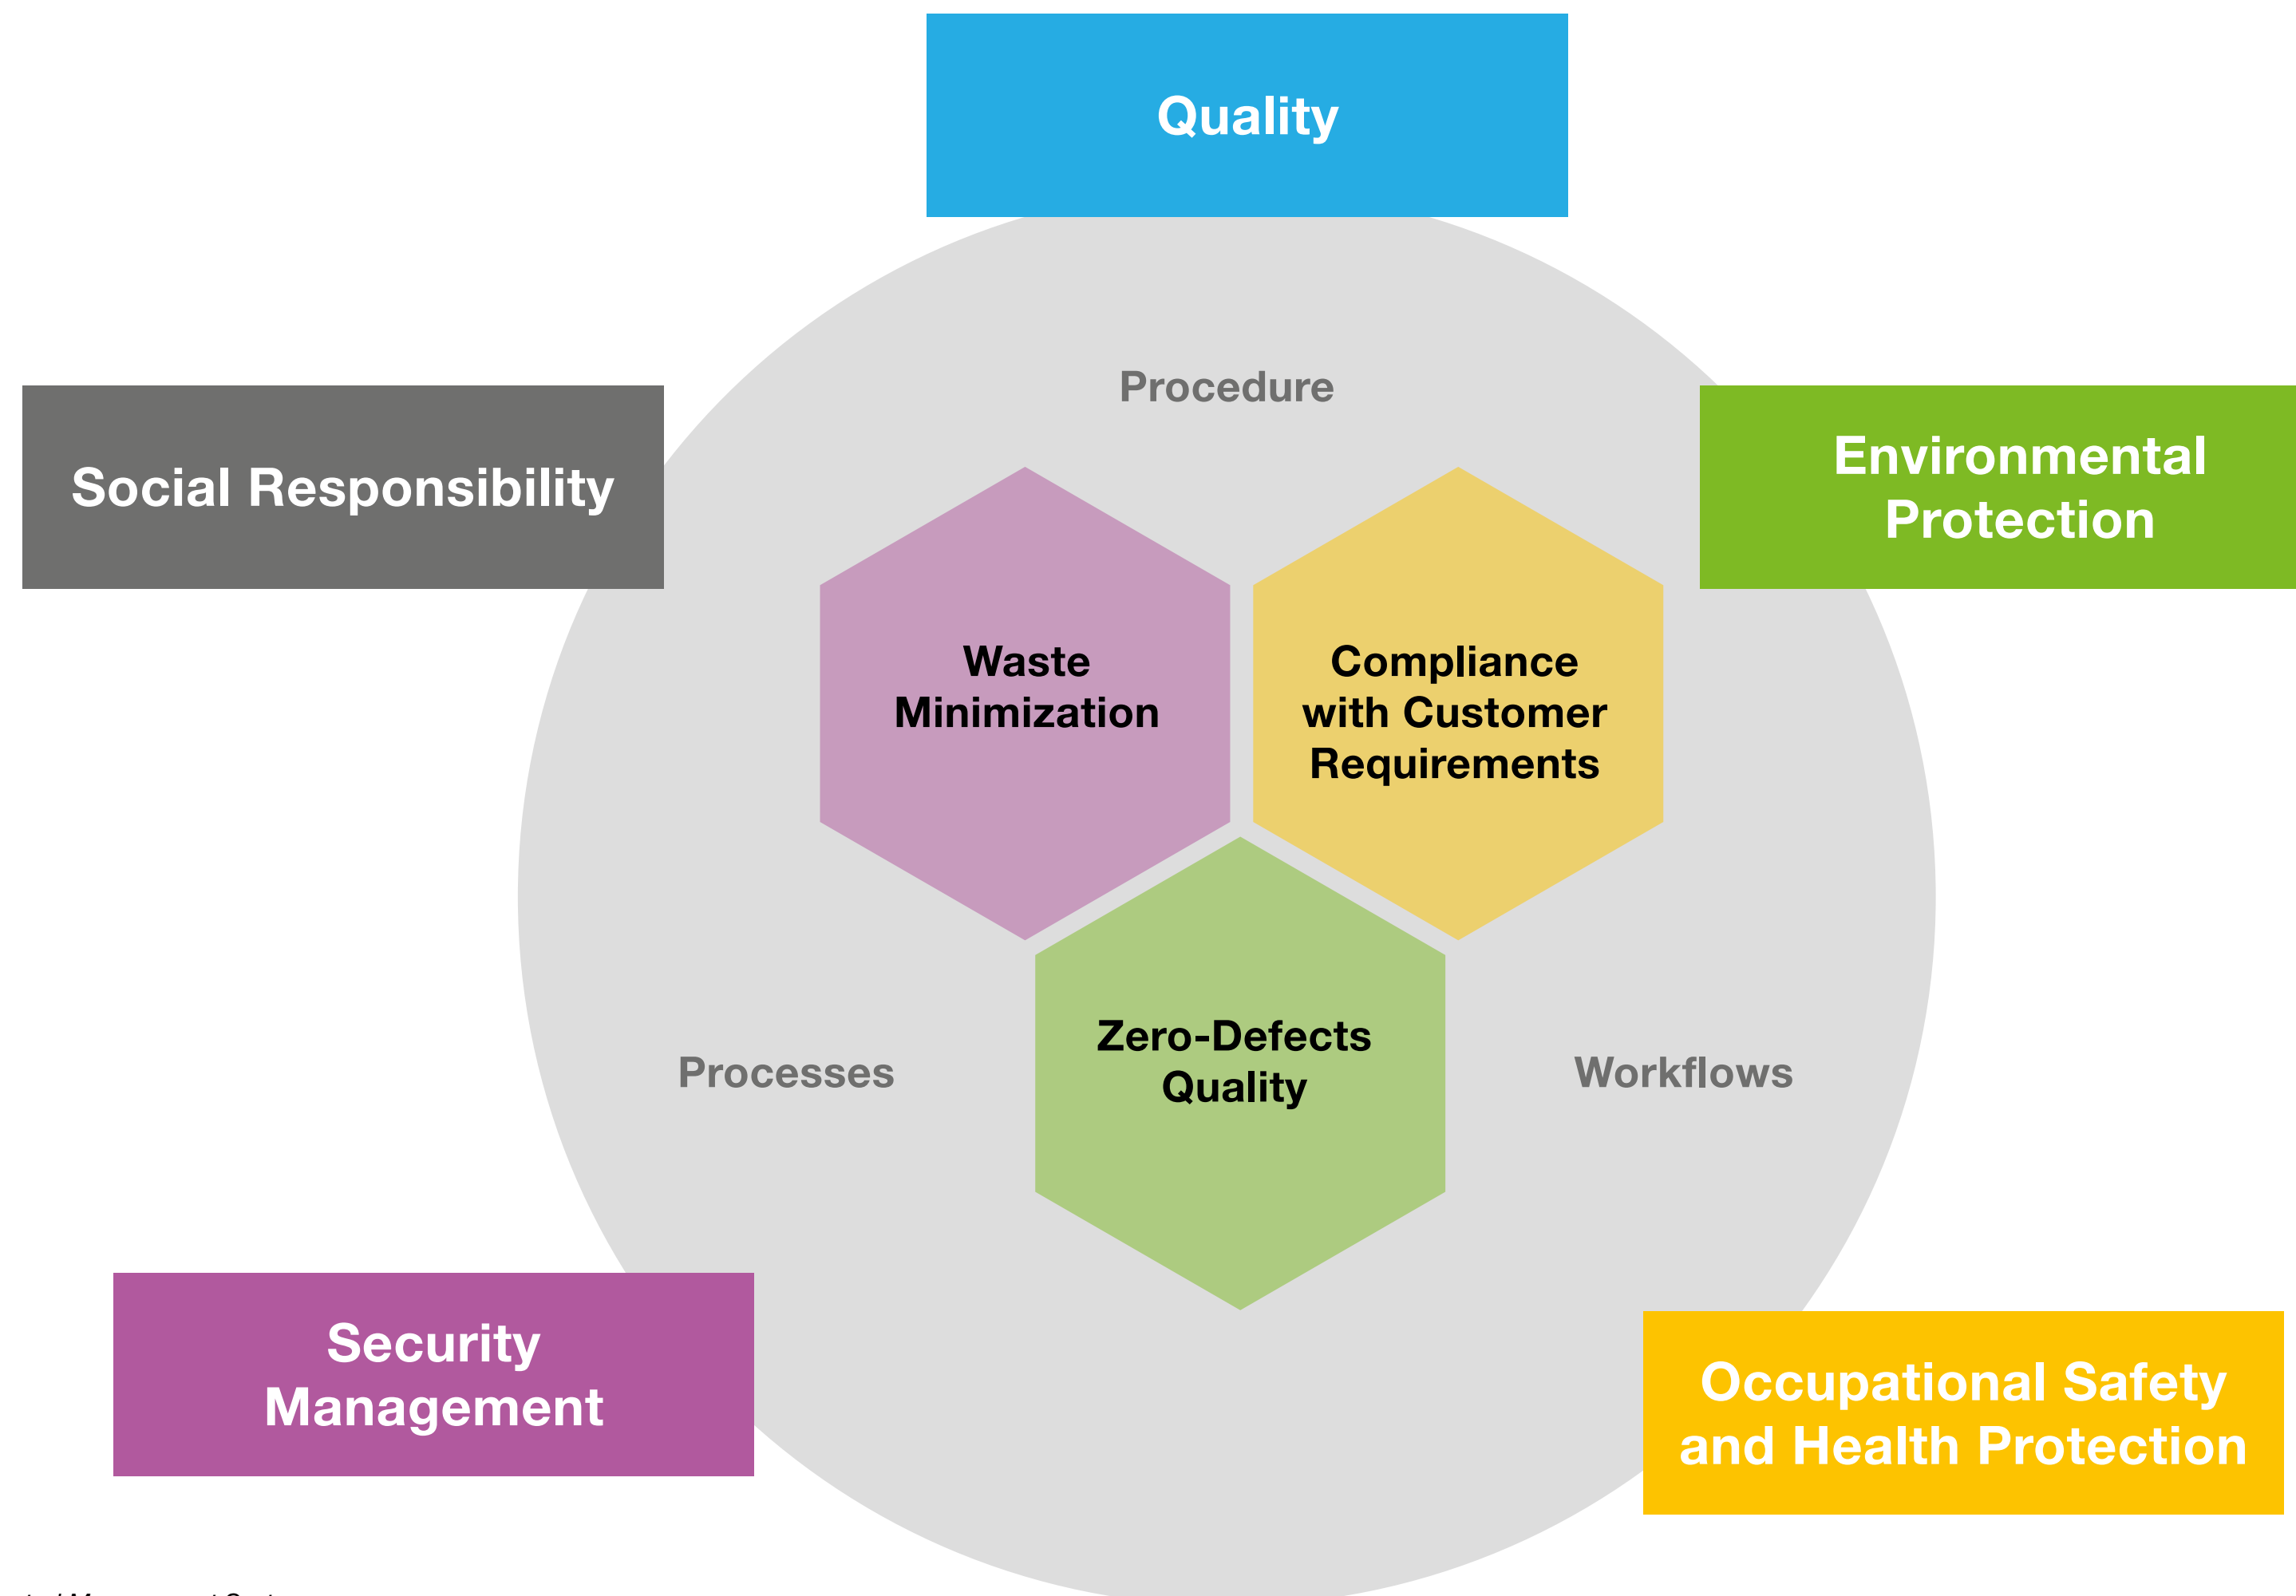 Quality
Procedure
Social Responsibility
Environmental
Protection
Waste
Minimization
Compliance
with Customer
Requirements
Zero-Defects
Quality
Processes
Workflows
Security
Management
Occupational Safety
and Health Protection